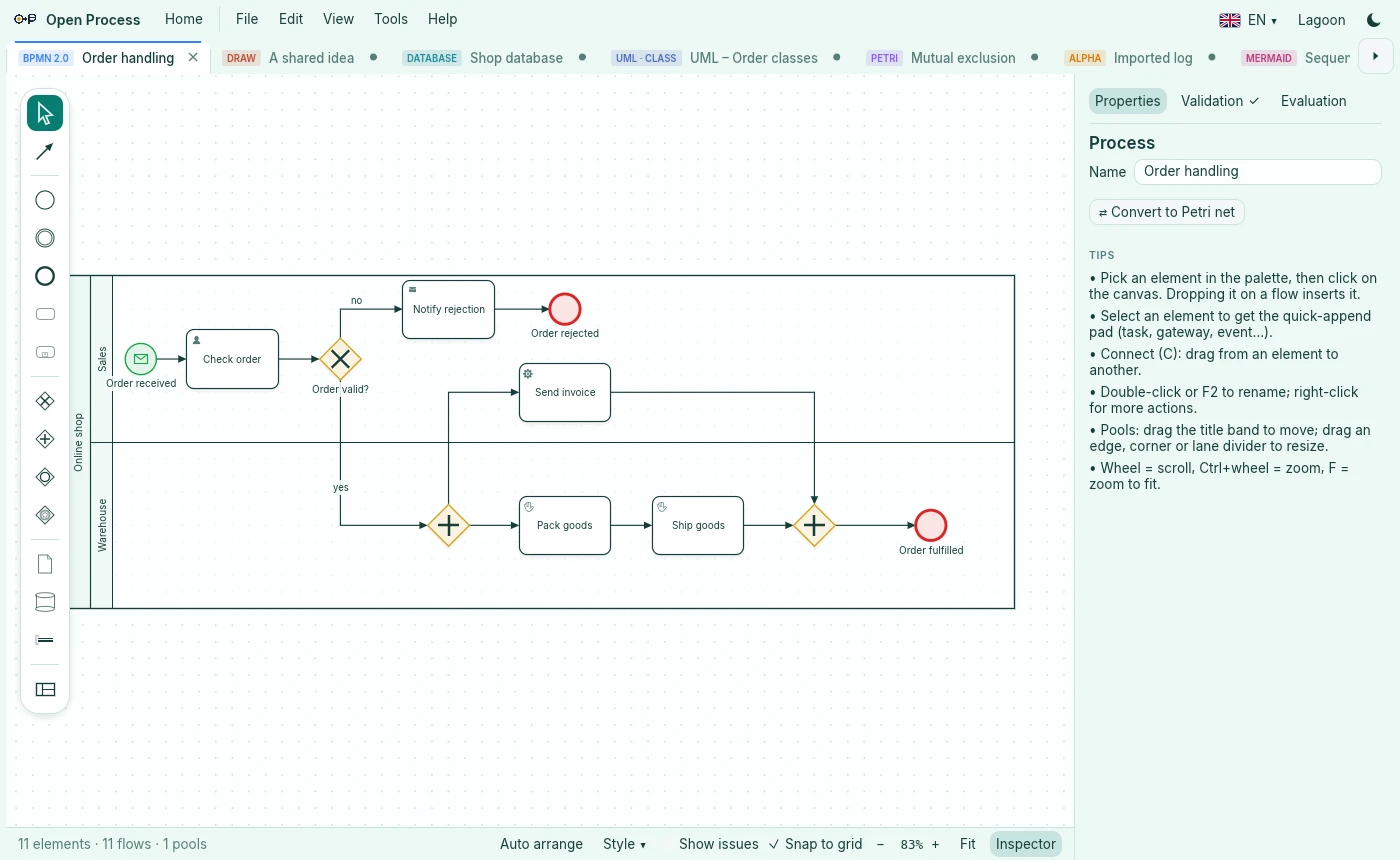 Open Process
Home
File
Edit
View
Tools
Help
EN
Lagoon
BPMN 2.0 Order handling
DRAW A shared idea
DATABASE Shop database
UML · CLASS UML – Order classes
PETRI Mutual exclusion
ALPHA Imported log
MERMAID Sequer
Properties
Validation ✓
Evaluation
Process
Name Order handling
⇄ Convert to Petri net
TIPS
• Pick an element in the palette, then click on
the canvas. Dropping it on a flow inserts it.
• Select an element to get the quick-append
pad (task, gateway, event...).
• Connect (C): drag from an element to
another.
• Double-click or F2 to rename; right-click
for more actions.
• Pools: drag the title band to move; drag an
edge, corner or lane divider to resize.
• Wheel = scroll, Ctrl+wheel = zoom, F =
zoom to fit.
Online shop
Sales
Warehouse
Order received
Check order
Order valid?
no
Notify rejection
Order rejected
Send invoice
yes
Pack goods
Ship goods
Order fulfilled
11 elements · 11 flows · 1 pools
Auto arrange
Style ▾
Show issues
✓ Snap to grid
− 83% +
Fit
Inspector